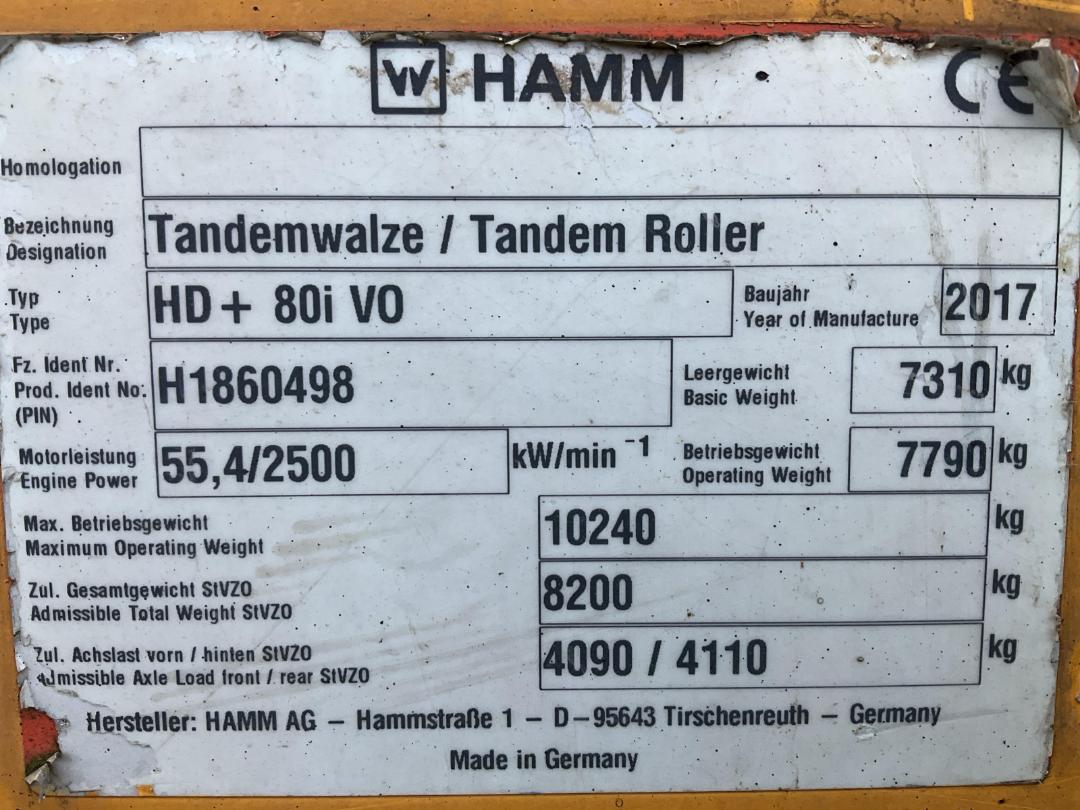 W HAMM CE
Homologation
Bezeichnung
Designation
Tandemwalze / Tandem Roller
Typ
Type
HD+ 80i VO
Baujahr
Year of Manufacture
2017
Fz. Ident Nr.
Prod. Ident No.
(PIN)
H1860498
Leergewicht
Basic Weight
7310 kg
Motorleistung
Engine Power
55,4/2500 kW/min ⁻¹
Betriebsgewicht
Operating Weight
7790 kg
Max. Betriebsgewicht
Maximum Operating Weight
10240 kg
Zul. Gesamtgewicht StVZO
Admissible Total Weight StVZO
8200 kg
Zul. Achslast vorn / hinten StVZO
Admissible Axle Load front / rear StVZO
4090 / 4110 kg
Hersteller: HAMM AG – Hammstraße 1 – D–95643 Tirschenreuth – Germany
Made in Germany